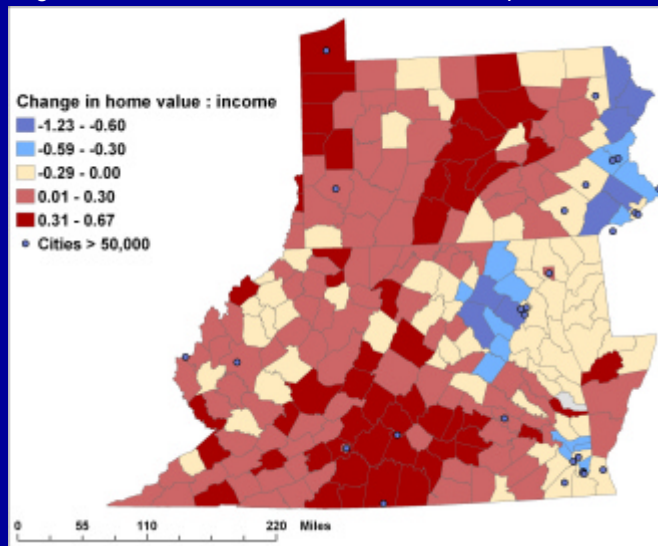 Change in home value : income
-1.23 - -0.60
-0.59 - -0.30
-0.29 - 0.00
0.01 - 0.30
0.31 - 0.67
Cities > 50,000
0 55 110 220 Miles